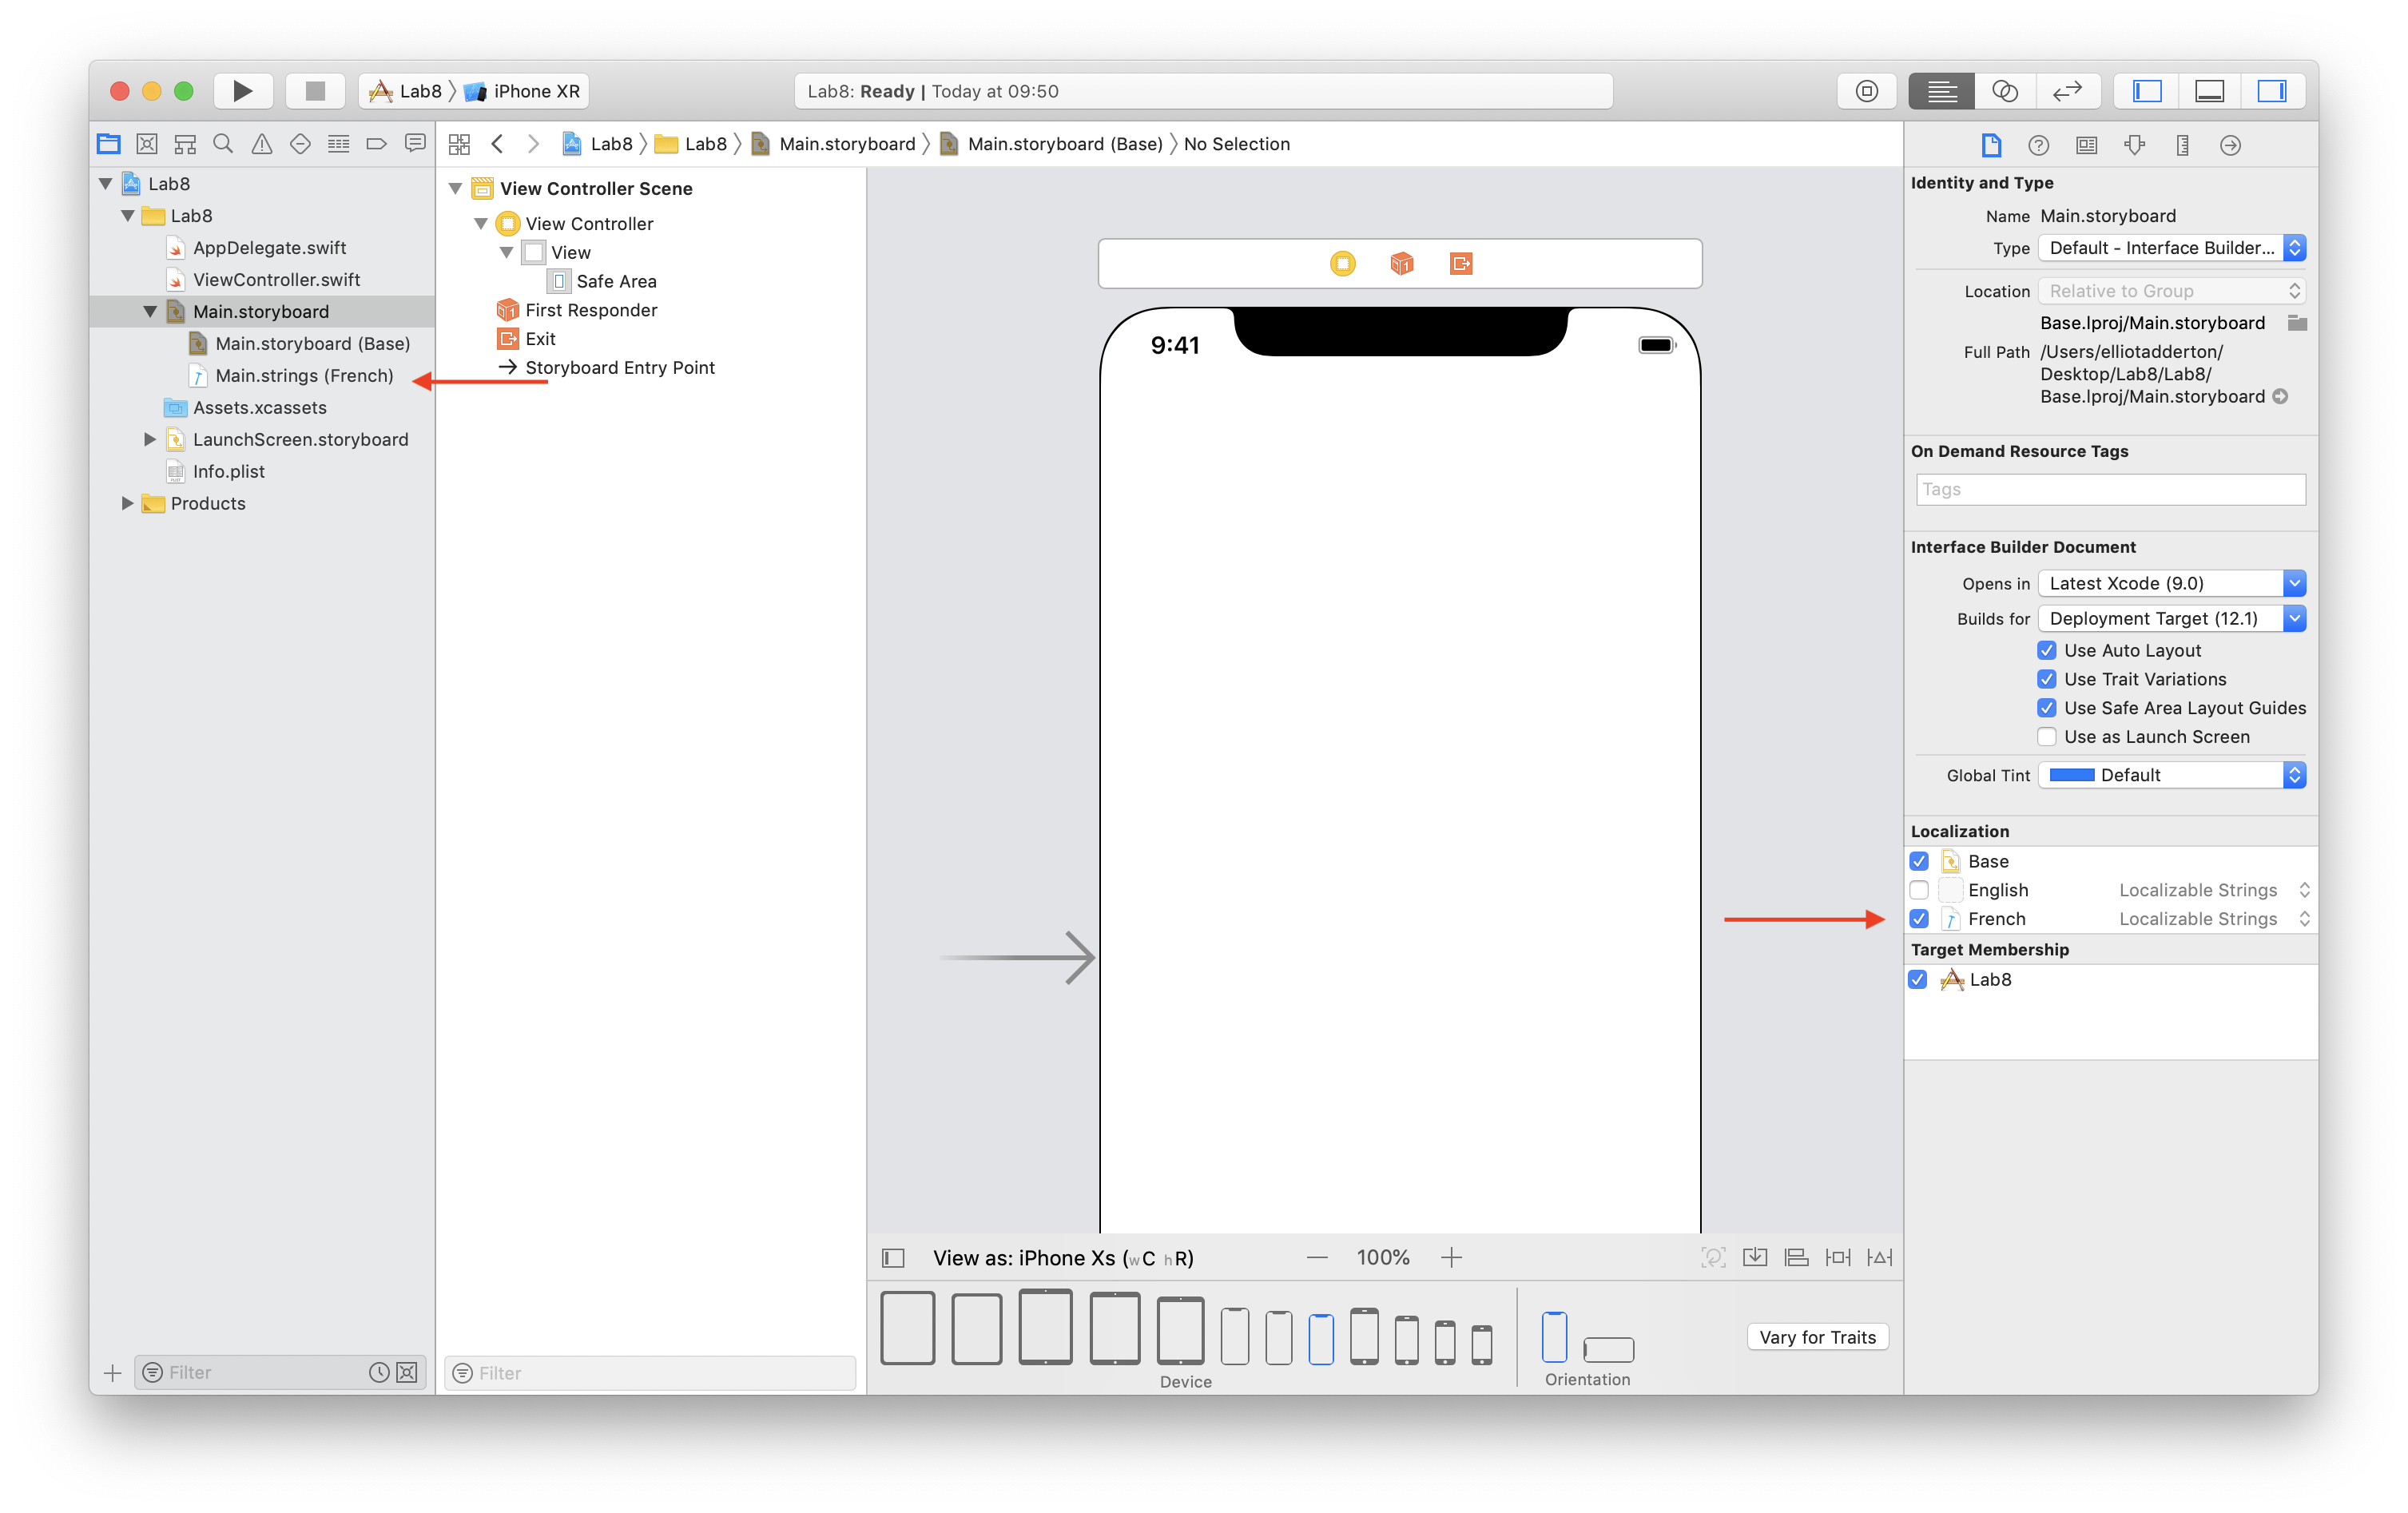 Lab8 iPhone XR
Lab8: Ready | Today at 09:50
Lab8
Lab8
AppDelegate.swift
ViewController.swift
Main.storyboard
Main.storyboard (Base)
Main.strings (French)
Assets.xcassets
LaunchScreen.storyboard
Info.plist
Products
Filter
Lab8 Lab8 Main.storyboard Main.storyboard (Base) No Selection
View Controller Scene
View Controller
View
Safe Area
First Responder
Exit
Storyboard Entry Point
Filter
9:41
View as: iPhone Xs (wC hR)
100%
Device
Orientation
Vary for Traits
Identity and Type
Name Main.storyboard
Type Default - Interface Builder...
Location Relative to Group
Base.lproj/Main.storyboard
Full Path /Users/elliotadderton/
Desktop/Lab8/Lab8/
Base.lproj/Main.storyboard
On Demand Resource Tags
Tags
Interface Builder Document
Opens in Latest Xcode (9.0)
Builds for Deployment Target (12.1)
Use Auto Layout
Use Trait Variations
Use Safe Area Layout Guides
Use as Launch Screen
Global Tint Default
Localization
Base
English Localizable Strings
French Localizable Strings
Target Membership
Lab8